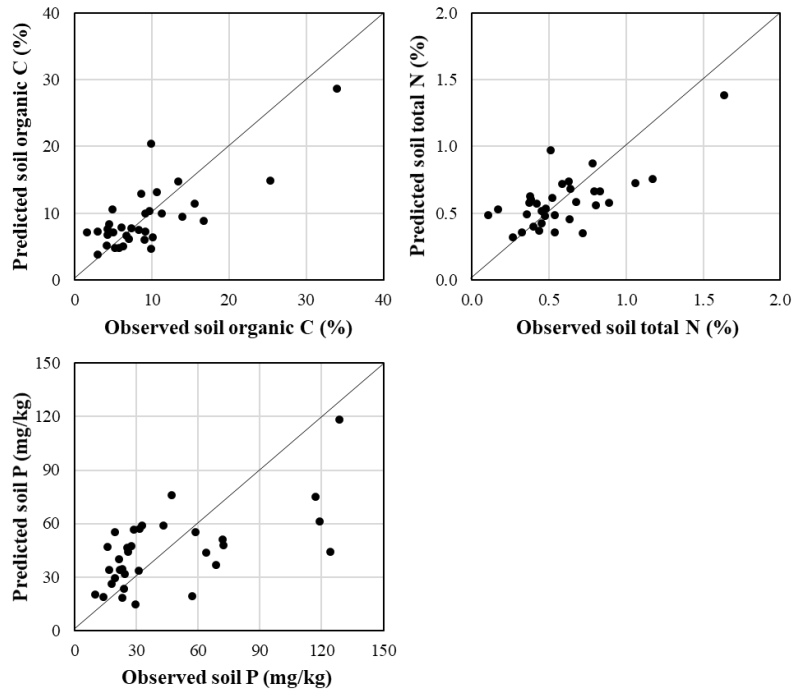 40
30
20
10
0
Predicted soil organic C (%)
0 10 20 30 40
Observed soil organic C (%)
2.0
1.5
1.0
0.5
0.0
Predicted soil total N (%)
0.0 0.5 1.0 1.5 2.0
Observed soil total N (%)
150
120
90
60
30
0
Predicted soil P (mg/kg)
0 30 60 90 120 150
Observed soil P (mg/kg)